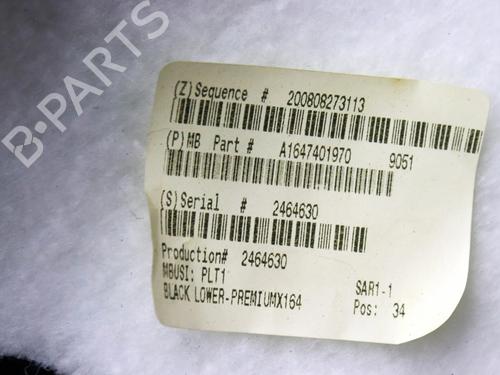 B-PARTS
(Z)Sequence # 200808273113
(P)MB Part # A1647401970 9051
(S)Serial # 2464630
Production# 2464630
MBUSI: PLT1 SAR1-1
BLACK LOWER-PREMIUMX164 Pos: 34